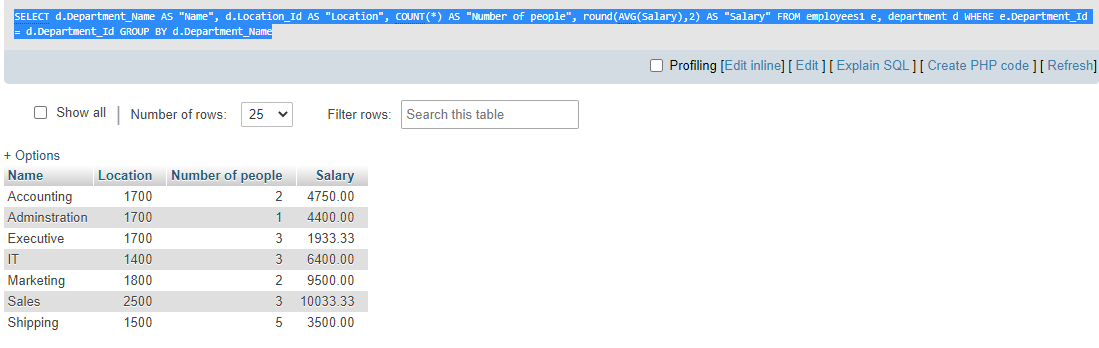 SELECT d.Department_Name AS "Name", d.Location_Id AS "Location", COUNT(*) AS "Number of people", round(AVG(Salary),2) AS "Salary" FROM employees1 e, department d WHERE e.Department_Id
= d.Department_Id GROUP BY d.Department_Name
Profiling [Edit inline] [ Edit ] [ Explain SQL ] [ Create PHP code ] [ Refresh]
Show all | Number of rows: 25 Filter rows: Search this table
+ Options
Name Location Number of people Salary
Accounting 1700 2 4750.00
Adminstration 1700 1 4400.00
Executive 1700 3 1933.33
IT 1400 3 6400.00
Marketing 1800 2 9500.00
Sales 2500 3 10033.33
Shipping 1500 5 3500.00